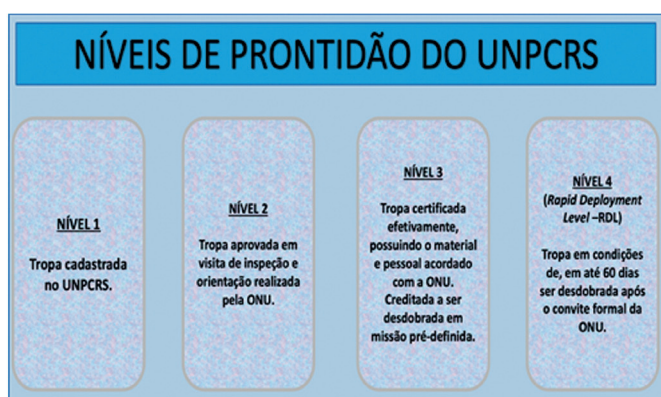 NÍVEIS DE PRONTIDÃO DO UNPCRS
NÍVEL 1
Tropa cadastrada
no UNPCRS.
NÍVEL 2
Tropa aprovada em
visita de inspeção e
orientação realizada
pela ONU.
NÍVEL 3
Tropa certificada
efetivamente,
possuindo o material
e pessoal acordado
com a ONU.
Creditada a ser
desdobrada em
missão pré-definida.
NÍVEL 4
(Rapid Deployment
Level –RDL)
Tropa em condições
de, em até 60 dias
ser desdobrada após
o convite formal da
ONU.